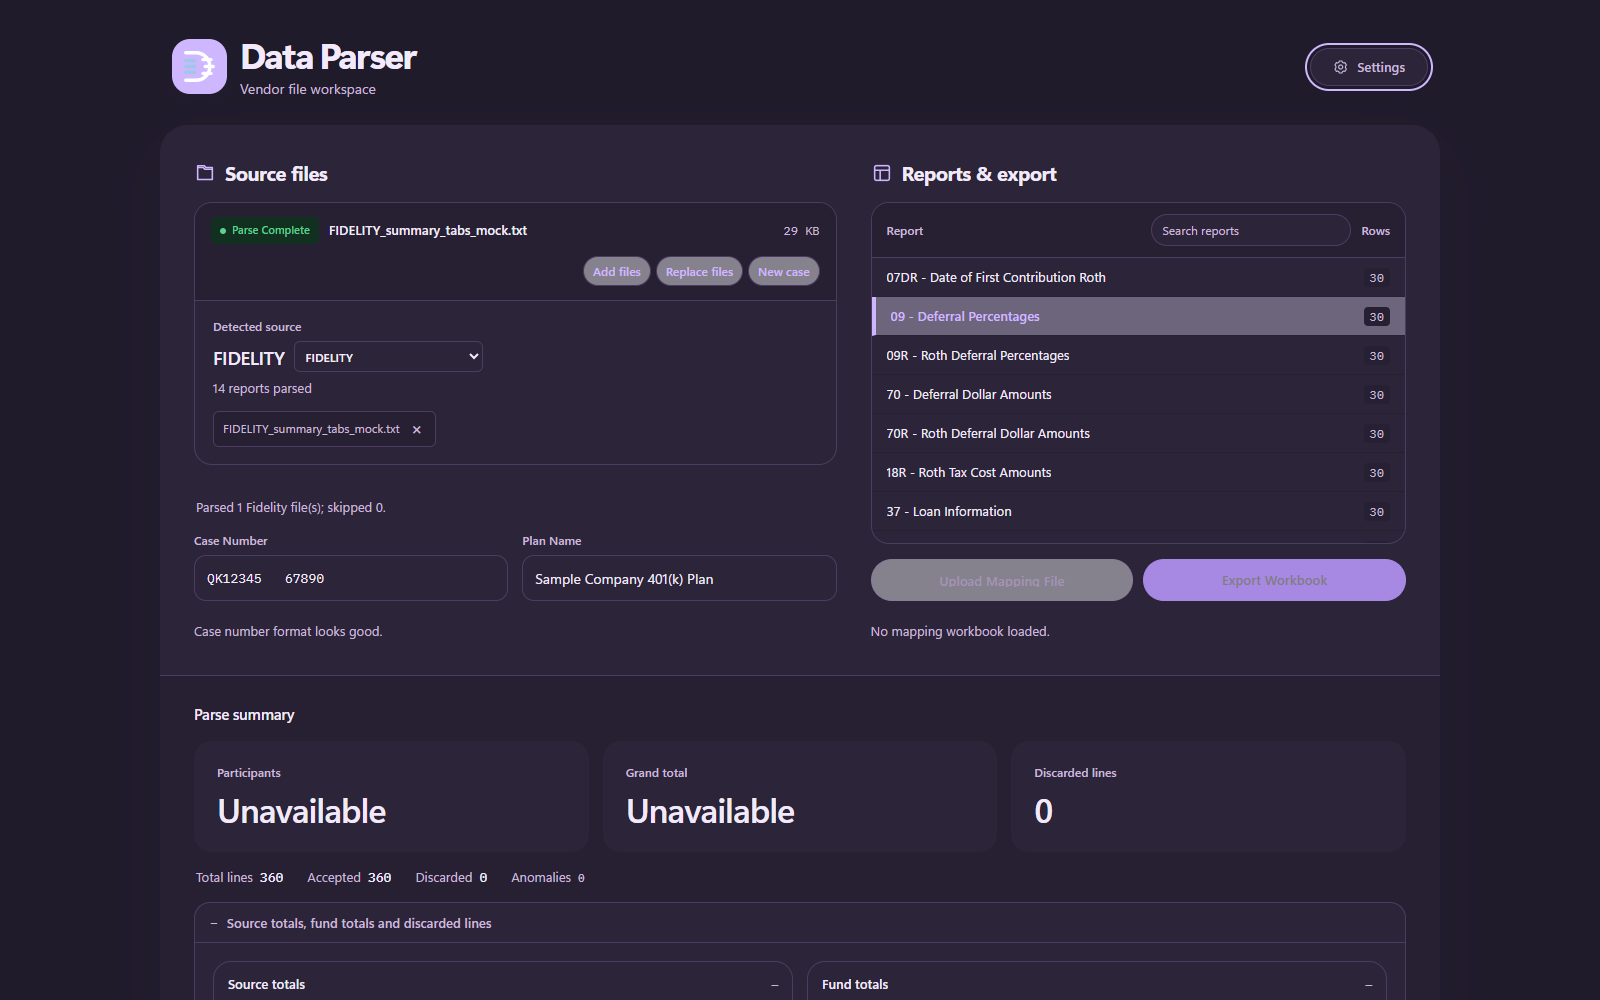 Data Parser
Vendor file workspace
Settings
Source files
Parse Complete FIDELITY_summary_tabs_mock.txt 29 KB
Add files Replace files New case
Detected source
FIDELITY FIDELITY
14 reports parsed
FIDELITY_summary_tabs_mock.txt ×
Parsed 1 Fidelity file(s); skipped 0.
Case Number Plan Name
QK12345 67890 Sample Company 401(k) Plan
Case number format looks good.
Reports & export
Report Search reports Rows
07DR - Date of First Contribution Roth 30
09 - Deferral Percentages 30
09R - Roth Deferral Percentages 30
70 - Deferral Dollar Amounts 30
70R - Roth Deferral Dollar Amounts 30
18R - Roth Tax Cost Amounts 30
37 - Loan Information 30
Upload Mapping File Export Workbook
No mapping workbook loaded.
Parse summary
Participants Grand total Discarded lines
Unavailable Unavailable 0
Total lines 360 Accepted 360 Discarded 0 Anomalies 0
– Source totals, fund totals and discarded lines
Source totals – Fund totals –